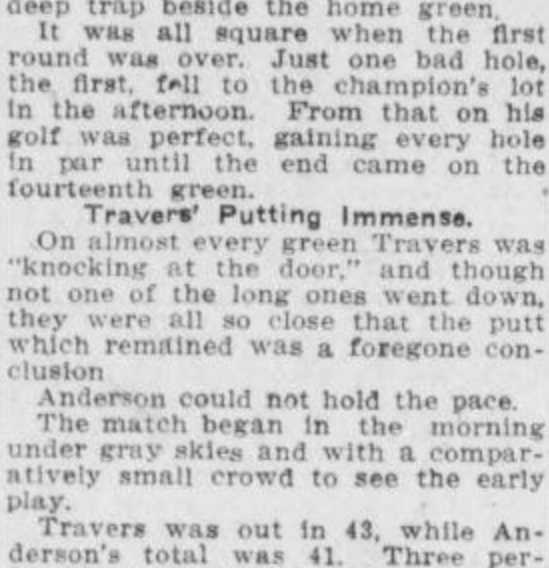 deep trap beside the home green.
It was all square when the first
round was over. Just one bad hole,
the first, fell to the champion's lot
in the afternoon. From that on his
golf was perfect, gaining every hole
in par until the end came on the
fourteenth green.
Travers' Putting Immense.
On almost every green Travers was
"knocking at the door," and though
not one of the long ones went down,
they were all so close that the putt
which remained was a foregone con-
clusion
Anderson could not hold the pace.
The match began in the morning
under gray skies and with a compar-
atively small crowd to see the early
play.
Travers was out in 43, while An-
derson's total was 41. Three per-